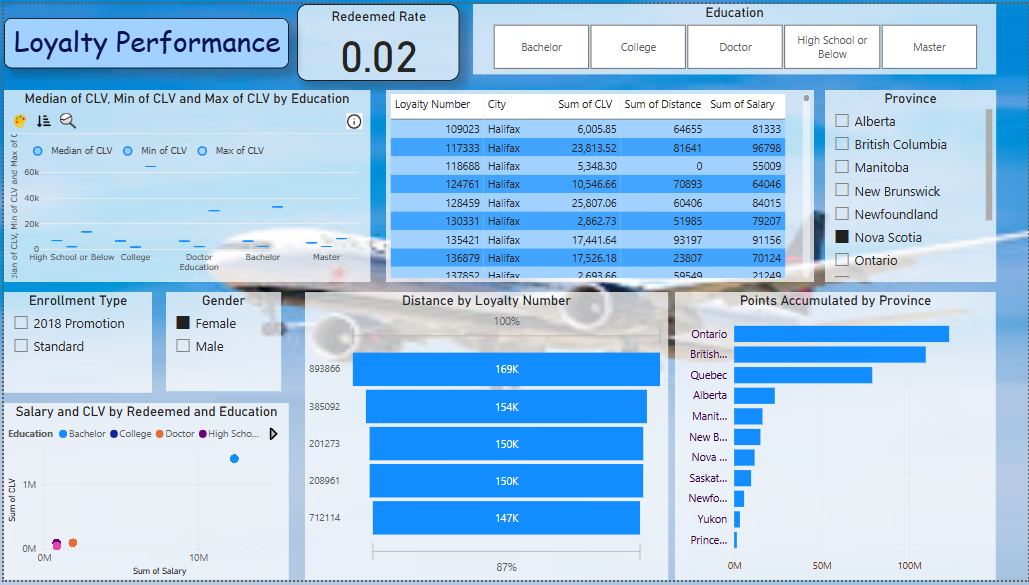 Loyalty Performance
Redeemed Rate
0.02
Education
Bachelor
College
Doctor
High School or
Below
Master
Median of CLV, Min of CLV and Max of CLV by Education
Median of CLV Min of CLV Max of CLV
60k
40k
20k
0
High School or Below College Doctor Bachelor Master
Education
Loyalty Number City Sum of CLV Sum of Distance Sum of Salary
109023 Halifax 6,005.85 64655 81333
117333 Halifax 23,813.52 81641 96798
118688 Halifax 5,348.30 0 55009
124761 Halifax 10,546.66 70893 64046
128459 Halifax 25,807.06 60406 84015
130331 Halifax 2,862.73 51985 79207
135421 Halifax 17,441.64 93197 91156
136879 Halifax 17,526.18 23807 70124
137852 Halifax 2,693.66 59549 21249
Province
Alberta
British Columbia
Manitoba
New Brunswick
Newfoundland
Nova Scotia
Ontario
Enrollment Type
2018 Promotion
Standard
Gender
Female
Male
Salary and CLV by Redeemed and Education
Education Bachelor College Doctor High Scho...
Sum of CLV
1M
0M
0M 10M
Sum of Salary
Distance by Loyalty Number
100%
893866 169K
385092 154K
201273 150K
208961 150K
712114 147K
87%
Points Accumulated by Province
Ontario
British...
Quebec
Alberta
Manit...
New B...
Nova ...
Saskat...
Newfo...
Yukon
Prince...
0M 50M 100M